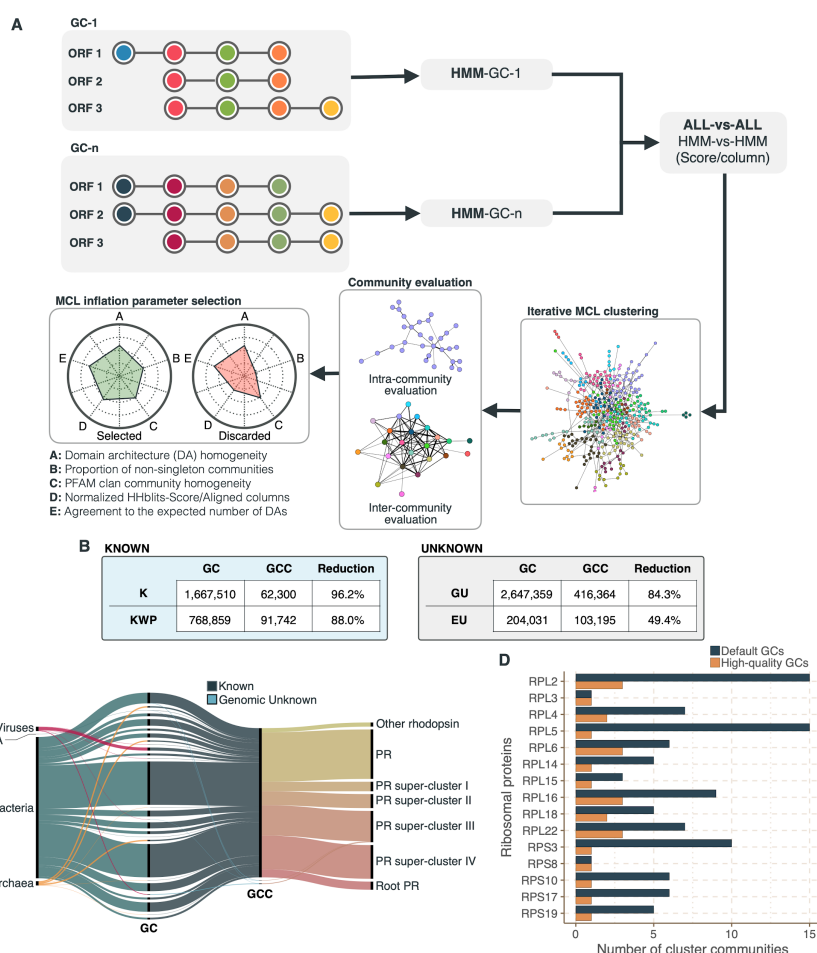 A
GC-1
ORF 1
ORF 2
ORF 3
HMM-GC-1
GC-n
ORF 1
ORF 2
ORF 3
HMM-GC-n
ALL-vs-ALL
HMM-vs-HMM
(Score/column)
Iterative MCL clustering
Community evaluation
Intra-community
evaluation
Inter-community
evaluation
MCL inflation parameter selection
A
B
C
D
E
Selected
A
B
C
D
E
Discarded
A: Domain architecture (DA) homogeneity
B: Proportion of non-singleton communities
C: PFAM clan community homogeneity
D: Normalized HHblits-Score/Aligned columns
E: Agreement to the expected number of DAs
B
KNOWN
GC GCC Reduction
K 1,667,510 62,300 96.2%
KWP 768,859 91,742 88.0%
UNKNOWN
GC GCC Reduction
GU 2,647,359 416,364 84.3%
EU 204,031 103,195 49.4%
Known
Genomic Unknown
Viruses
A
acteria
rchaea
GC
GCC
Other rhodopsin
PR
PR super-cluster I
PR super-cluster II
PR super-cluster III
PR super-cluster IV
Root PR
D
Default GCs
High-quality GCs
Ribosomal proteins
RPL2
RPL3
RPL4
RPL5
RPL6
RPL14
RPL15
RPL16
RPL18
RPL22
RPS3
RPS8
RPS10
RPS17
RPS19
0 5 10 15
Number of cluster communities